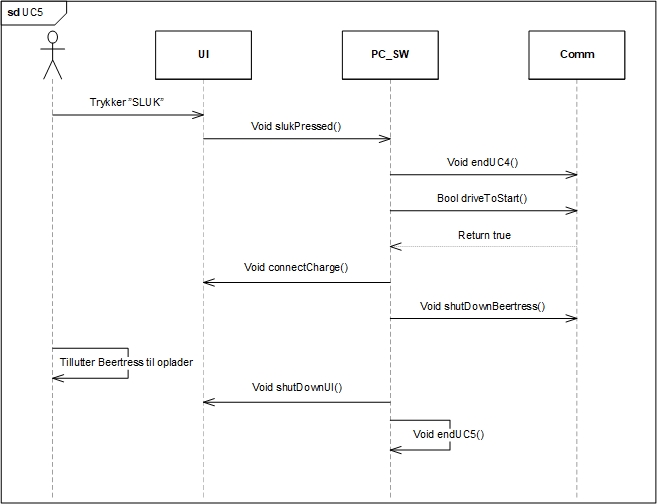 sd UC5
UI
PC_SW
Comm
Trykker "SLUK"
Void slukPressed()
Void endUC4()
Bool driveToStart()
Return true
Void connectCharge()
Void shutDownBeertress()
Tillutter Beertress til oplader
Void shutDownUI()
Void endUC5()